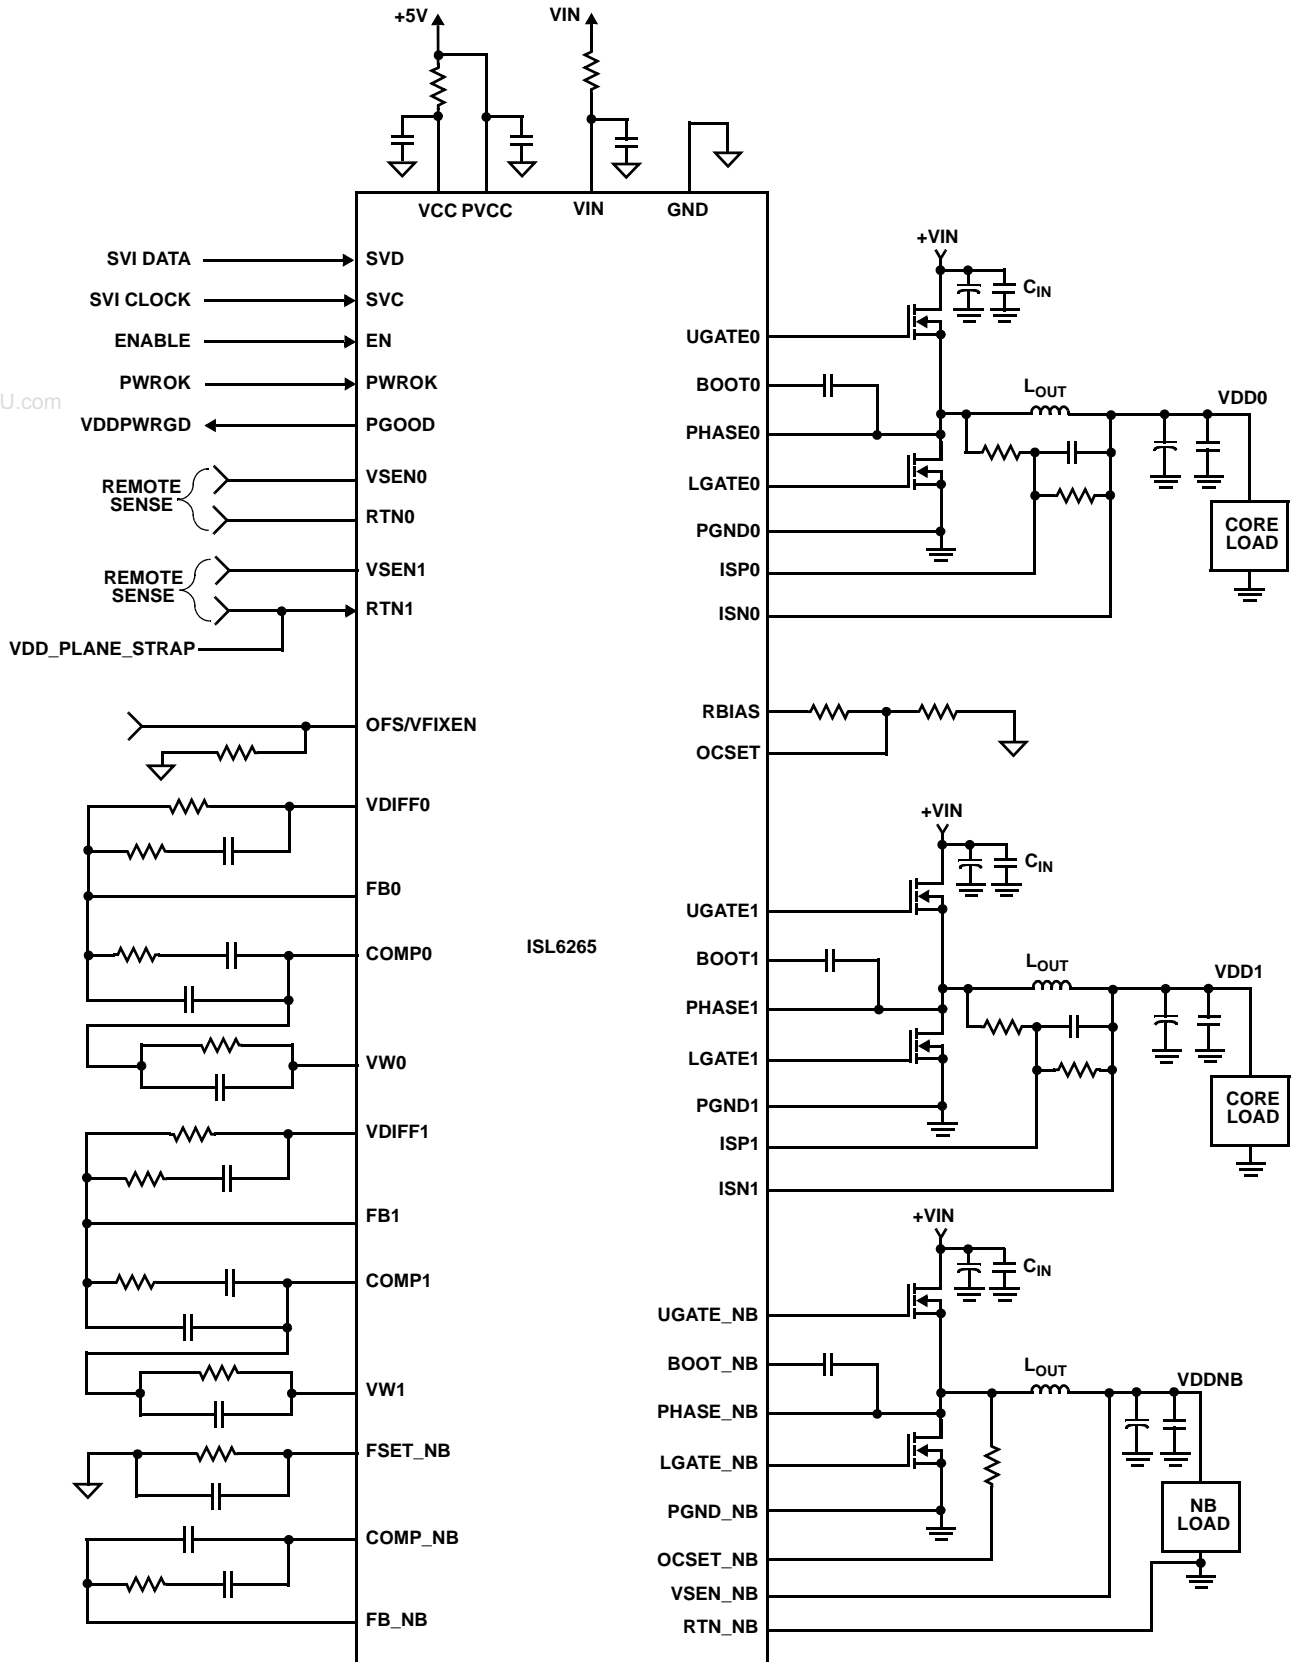 +5V
VIN
VCC PVCC
VIN
GND
SVI DATA
SVD
SVI CLOCK
SVC
ENABLE
EN
PWROK
PWROK
U.com
VDDPWRGD
PGOOD
REMOTE
SENSE
VSEN0
RTN0
REMOTE
SENSE
VSEN1
RTN1
VDD_PLANE_STRAP
OFS/VFIXEN
VDIFF0
FB0
COMP0
VW0
VDIFF1
FB1
COMP1
VW1
FSET_NB
COMP_NB
FB_NB
ISL6265
+VIN
CIN
UGATE0
BOOT0
LOUT
VDD0
PHASE0
LGATE0
PGND0
CORE
LOAD
ISP0
ISN0
RBIAS
OCSET
+VIN
CIN
UGATE1
BOOT1
LOUT
VDD1
PHASE1
LGATE1
PGND1
CORE
LOAD
ISP1
ISN1
+VIN
CIN
UGATE_NB
BOOT_NB
LOUT
VDDNB
PHASE_NB
LGATE_NB
PGND_NB
NB
LOAD
OCSET_NB
VSEN_NB
RTN_NB